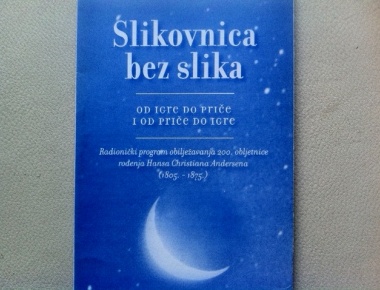 Slikovnica
bez slika
OD IGRE DO PRIČE
I OD PRIČE DO IGRE
Radionički program obilježavanja 200. obljetnice
rođenja Hansa Christiana Andersena
(1805. - 1875.)